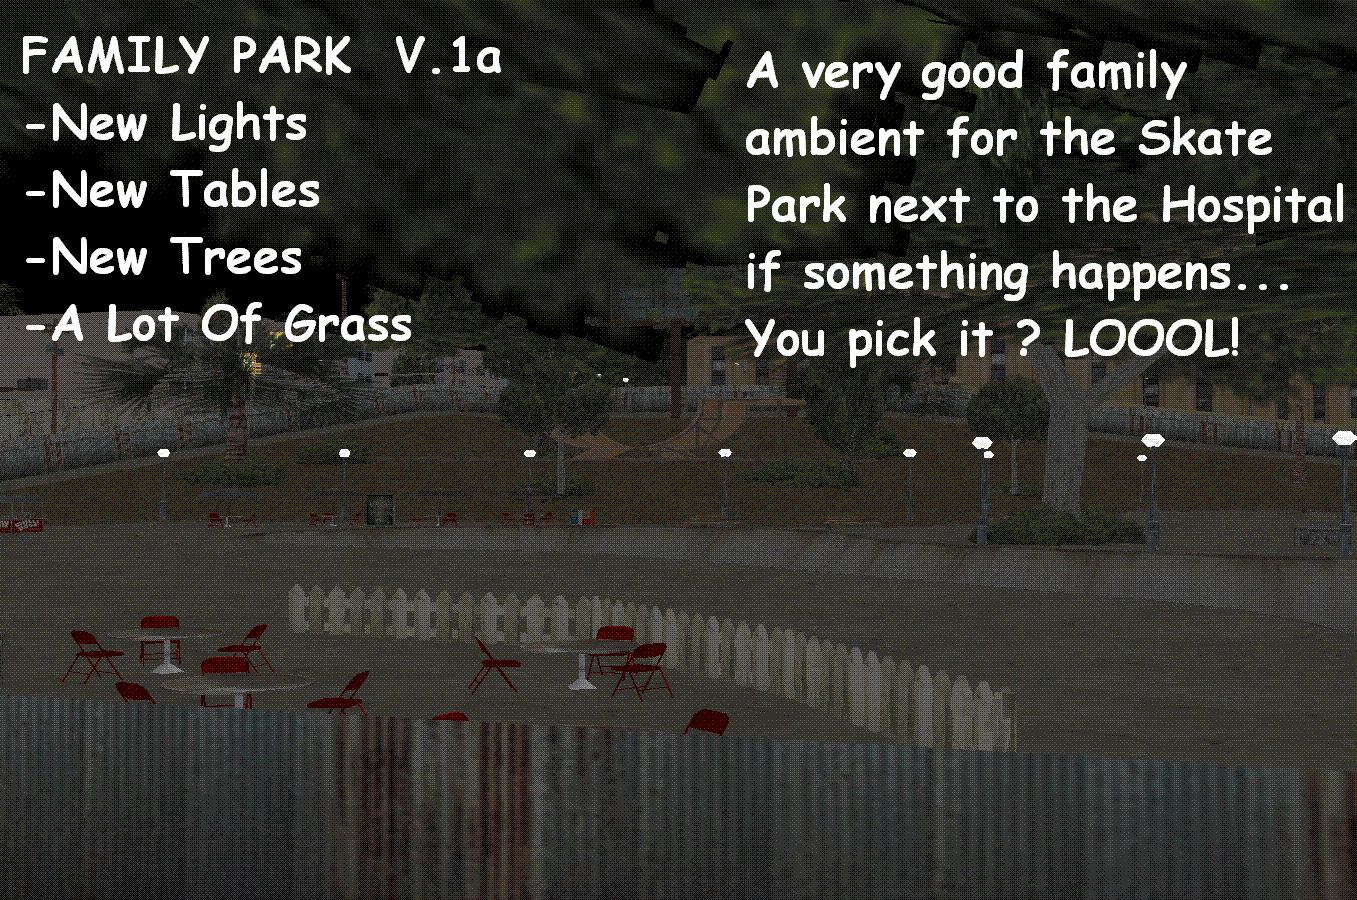 FAMILY PARK V.1a
-New Lights
-New Tables
-New Trees
-A Lot Of Grass
A very good family
ambient for the Skate
Park next to the Hospital
if something happens...
You pick it ? LOOOL!